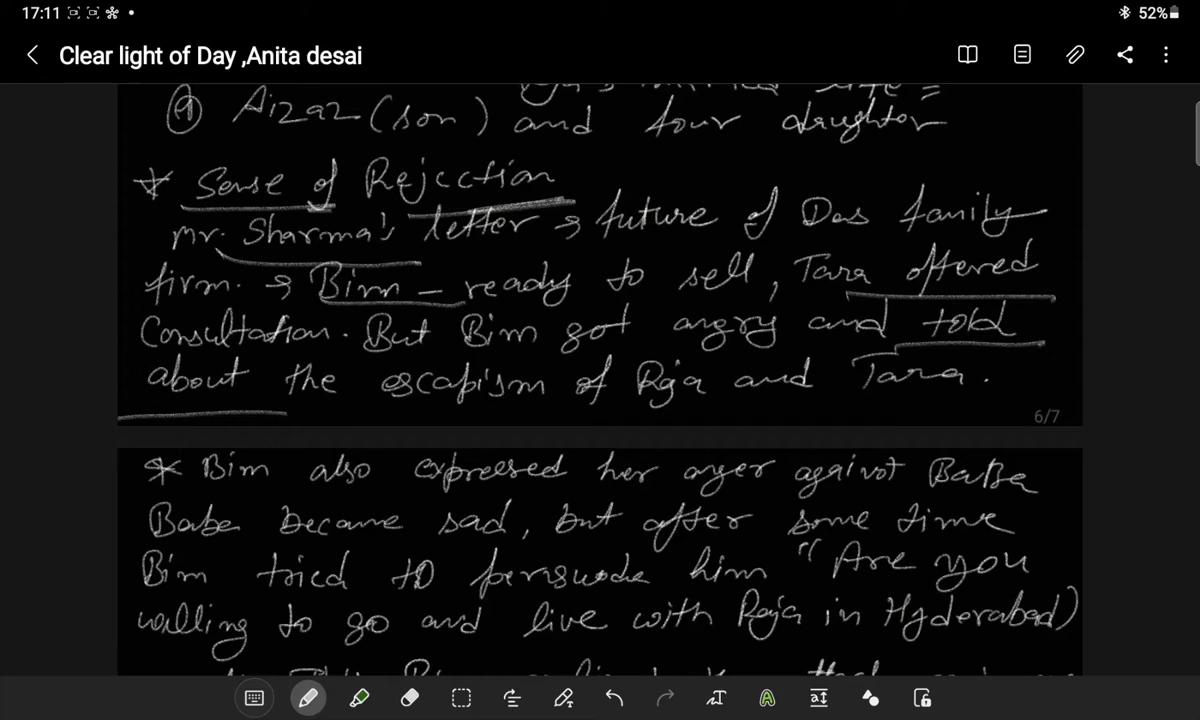 17:11
52%
Clear light of Day ,Anita desai
9 Aizaz (son) and four daughter
* Sense of Rejection
Mr. Sharma's letter → future of Das family
firm. → Bim - ready to sell, Tara offered
Consultation. But Bim got angry and told
about the escapism of Raja and Tara.
6/7
* Bim also expreesed her anger against Baba
Baba became sad, but after some time
Bim tried to persuade him "Are you
willing to go and live with Raja in Hyderabad)